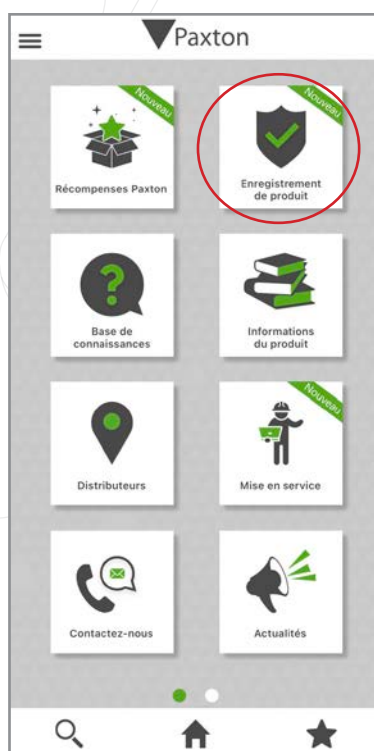 Paxton
Nouveau
Nouveau
Récompenses Paxton
Enregistrement
de produit
?
Base de
connaissances
Informations
du produit
Nouveau
Distributeurs
Mise en service
Contactez-nous
Actualités